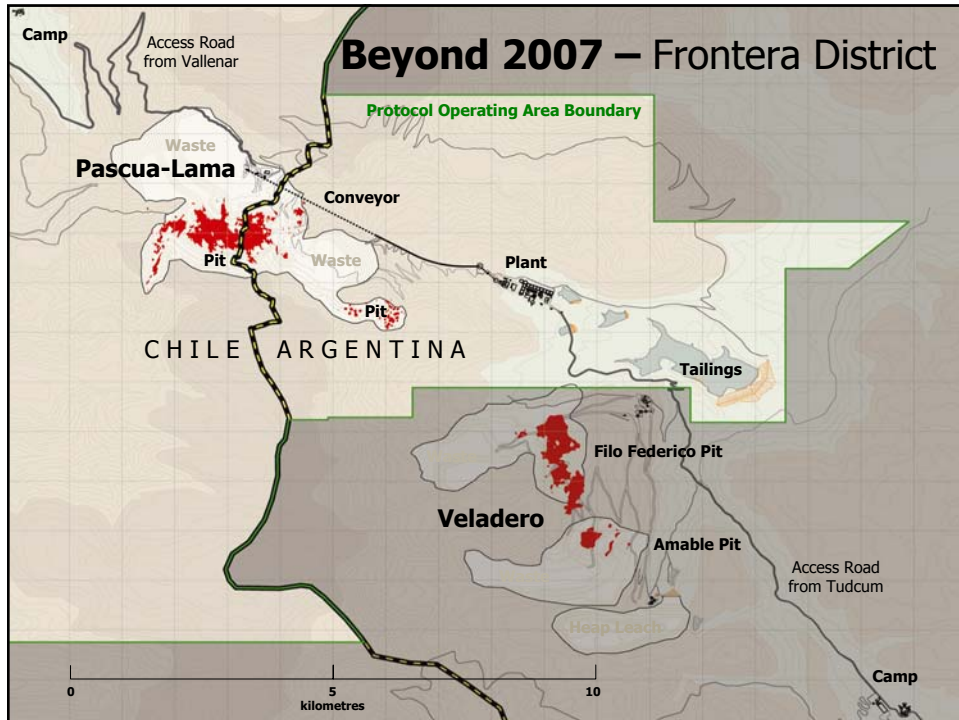 Beyond 2007 – Frontera District
Camp
Access Road
from Vallenar
Protocol Operating Area Boundary
Waste
Pascua-Lama
Conveyor
Pit
Waste
Plant
Pit
CHILE ARGENTINA
Tailings
Filo Federico Pit
Veladero
Amable Pit
Access Road
from Tudcum
Heap Leach
Camp
0 5 10
kilometres